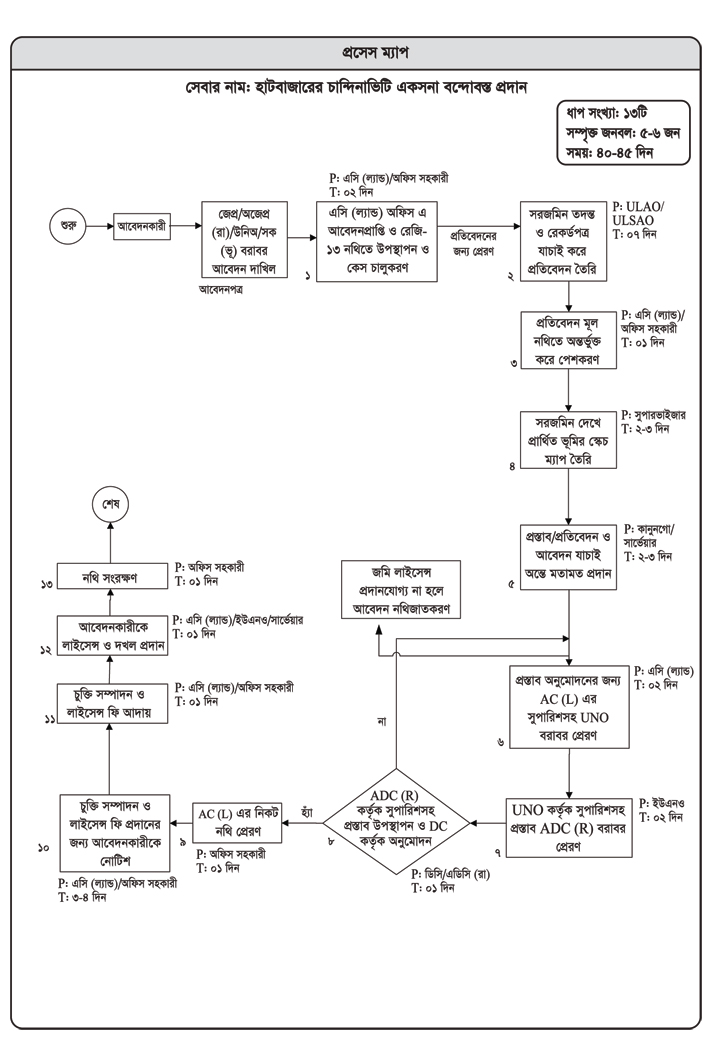 প্রসেস ম্যাপ
সেবার নাম: হাটবাজারের চান্দিনাভিটি একসনা বন্দোবস্ত প্রদান
ধাপ সংখ্যা: ১৩টি
সম্পৃক্ত জনবল: ৫-৬ জন
সময়: ৪০-৪৫ দিন
শুরু
আবেদনকারী
জেপ্র/অজেপ্র
(রা)/উনিঅ/সক
(ভূ) বরাবর
আবেদন দাখিল
আবেদনপত্র
P: এসি (ল্যান্ড)/অফিস সহকারী
T: ০২ দিন
এসি (ল্যান্ড) অফিস এ
আবেদনপ্রাপ্তি ও রেজি-
১৩ নথিতে উপস্থাপন ও
কেস চালুকরণ
১
প্রতিবেদনের
জন্য প্রেরণ
সরজমিন তদন্ত
ও রেকর্ডপত্র
যাচাই করে
প্রতিবেদন তৈরি
২
P: ULAO/
ULSAO
T: ০৭ দিন
প্রতিবেদন মূল
নথিতে অন্তর্ভুক্ত
করে পেশকরণ
৩
P: এসি (ল্যান্ড)/
অফিস সহকারী
T: ০১ দিন
সরজমিন দেখে
প্রার্থিত ভূমির স্কেচ
ম্যাপ তৈরি
৪
P: সুপারভাইজার
T: ২-৩ দিন
প্রস্তাব/প্রতিবেদন ও
আবেদন যাচাই
অন্তে মতামত প্রদান
৫
P: কানুনগো/
সার্ভেয়ার
T: ২-৩ দিন
জমি লাইসেন্স
প্রদানযোগ্য না হলে
আবেদন নথিজাতকরণ
প্রস্তাব অনুমোদনের জন্য
AC (L) এর
সুপারিশসহ UNO
বরাবর প্রেরণ
৬
P: এসি (ল্যান্ড)
T: ০২ দিন
UNO কর্তৃক সুপারিশসহ
প্রস্তাব ADC (R) বরাবর
প্রেরণ
৭
P: ইউএনও
T: ০২ দিন
না
ADC (R)
কর্তৃক সুপারিশসহ
প্রস্তাব উপস্থাপন ও DC
কর্তৃক অনুমোদন
৮
P: ডিসি/এডিসি (রা)
T: ০১ দিন
হ্যাঁ
AC (L) এর নিকট
নথি প্রেরণ
৯
P: অফিস সহকারী
T: ০১ দিন
চুক্তি সম্পাদন ও
লাইসেন্স ফি প্রদানের
জন্য আবেদনকারীকে
নোটিশ
১০
P: এসি (ল্যান্ড)/অফিস সহকারী
T: ৩-৪ দিন
চুক্তি সম্পাদন ও
লাইসেন্স ফি আদায়
১১
P: এসি (ল্যান্ড)/অফিস সহকারী
T: ০১ দিন
আবেদনকারীকে
লাইসেন্স ও দখল প্রদান
১২
P: এসি (ল্যান্ড)/ইউএনও/সার্ভেয়ার
T: ০১ দিন
নথি সংরক্ষণ
১৩
P: অফিস সহকারী
T: ০১ দিন
শেষ